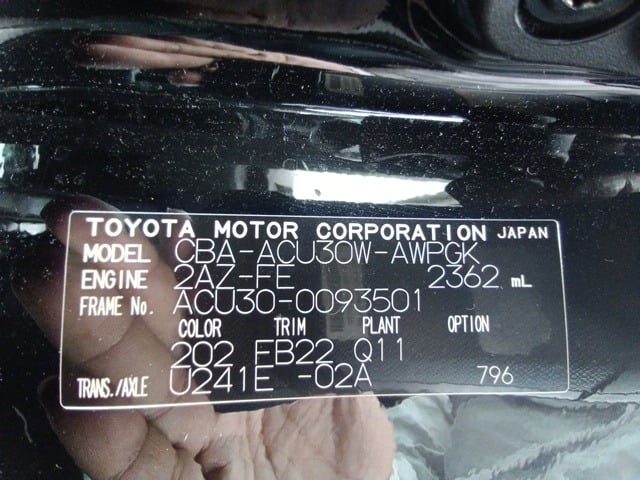 TOYOTA MOTOR CORPORATION JAPAN
MODEL CBA-ACU30W-AWPGK
ENGINE 2AZ-FE 2362 mL
FRAME No. ACU30-0093501
COLOR TRIM PLANT OPTION
202 FB22 Q11
TRANS./AXLE U241E -02A 796